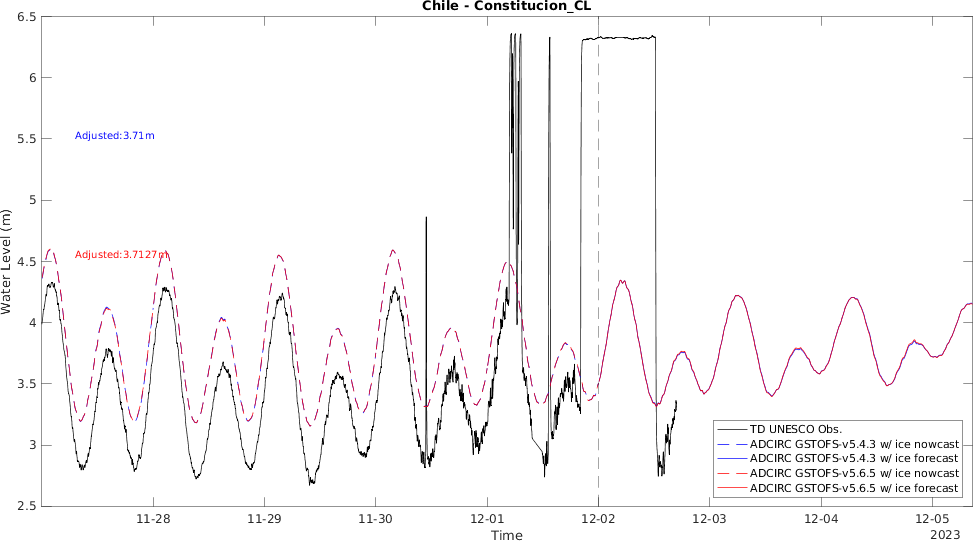 Chile - Constitucion_CL
6.5
6
5.5
5
4.5
4
3.5
3
2.5
Water Level (m)
Adjusted:3.71m
Adjusted:3.7127m
TD UNESCO Obs.
ADCIRC GSTOFS-v5.4.3 w/ ice nowcast
ADCIRC GSTOFS-v5.4.3 w/ ice forecast
ADCIRC GSTOFS-v5.6.5 w/ ice nowcast
ADCIRC GSTOFS-v5.6.5 w/ ice forecast
11-28 11-29 11-30 12-01 12-02 12-03 12-04 12-05
Time
2023